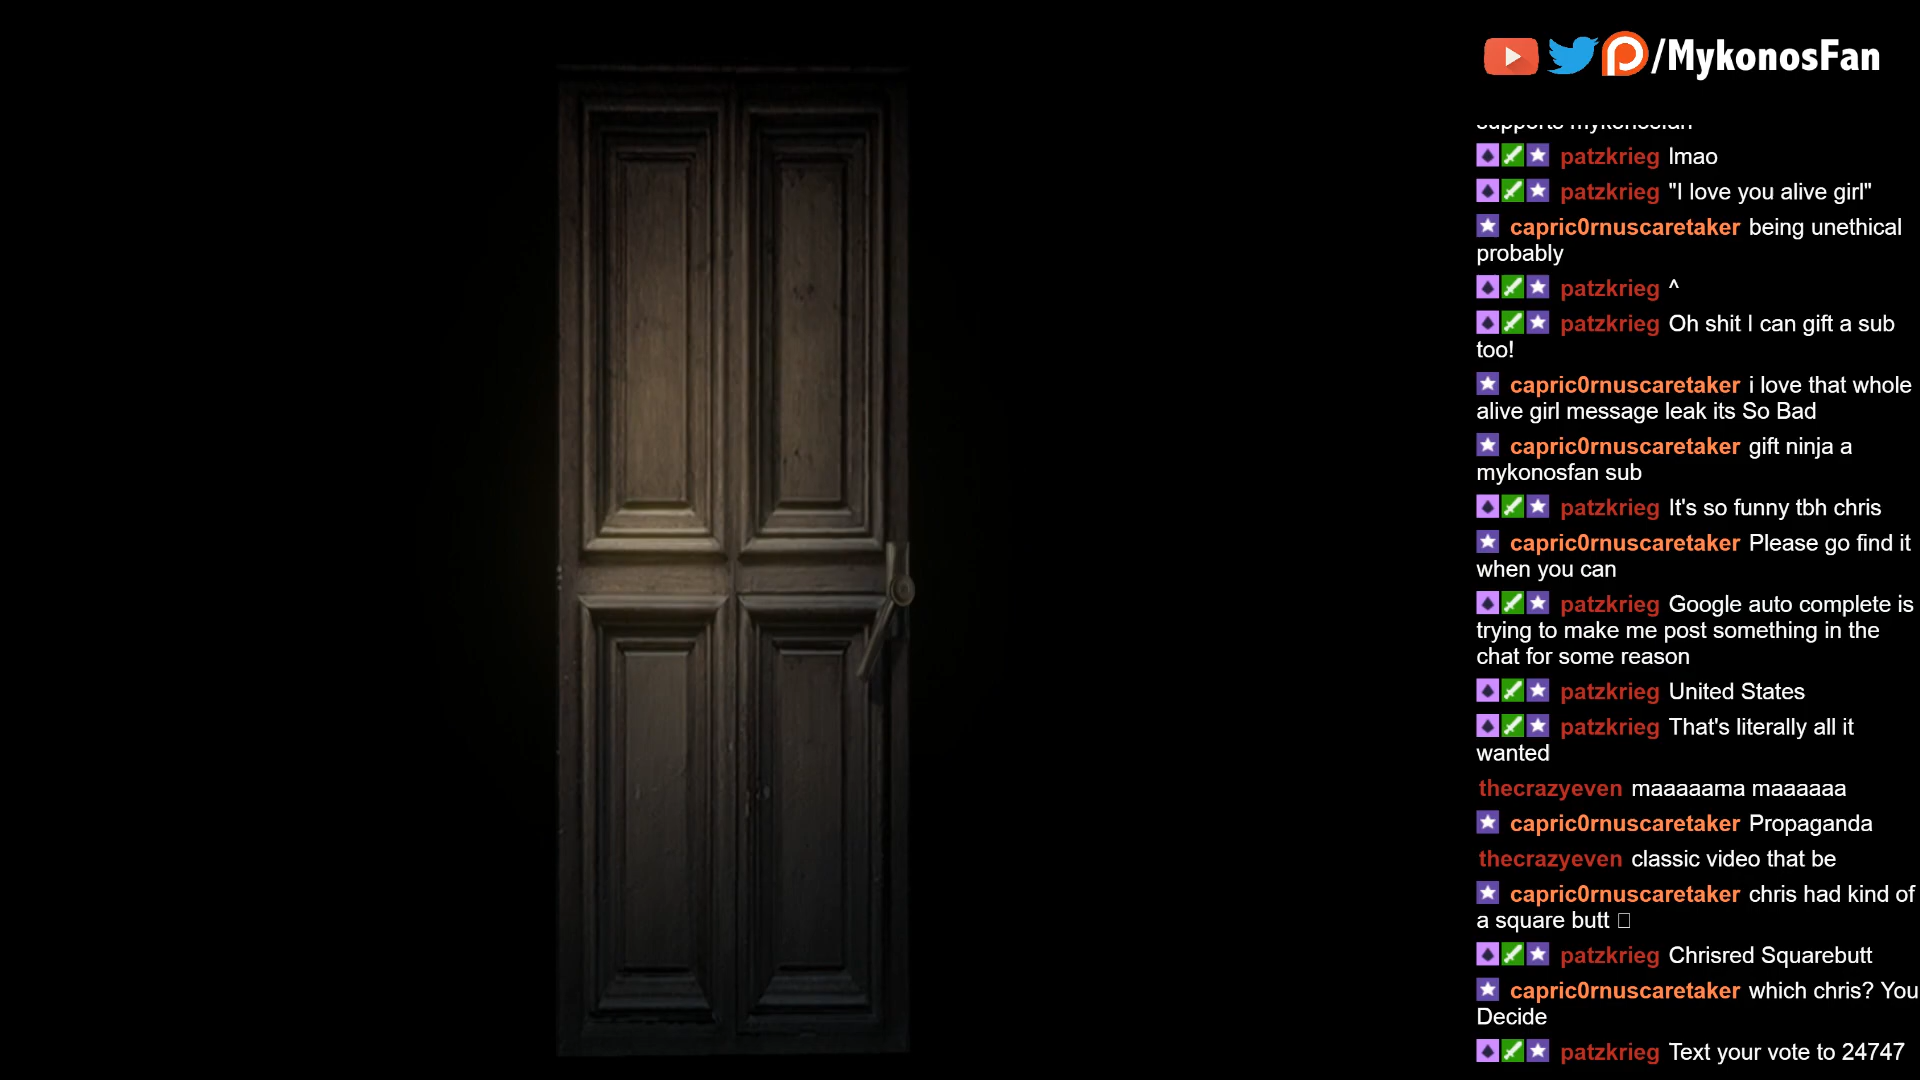 /MykonosFan
supports mykonosfan
patzkrieg lmao
patzkrieg "I love you alive girl"
capric0rnuscaretaker being unethical
probably
patzkrieg ^
patzkrieg Oh shit I can gift a sub
too!
capric0rnuscaretaker i love that whole
alive girl message leak its So Bad
capric0rnuscaretaker gift ninja a
mykonosfan sub
patzkrieg It's so funny tbh chris
capric0rnuscaretaker Please go find it
when you can
patzkrieg Google auto complete is
trying to make me post something in the
chat for some reason
patzkrieg United States
patzkrieg That's literally all it
wanted
thecrazyeven maaaaama maaaaaa
capric0rnuscaretaker Propaganda
thecrazyeven classic video that be
capric0rnuscaretaker chris had kind of
a square butt
patzkrieg Chrisred Squarebutt
capric0rnuscaretaker which chris? You
Decide
patzkrieg Text your vote to 24747